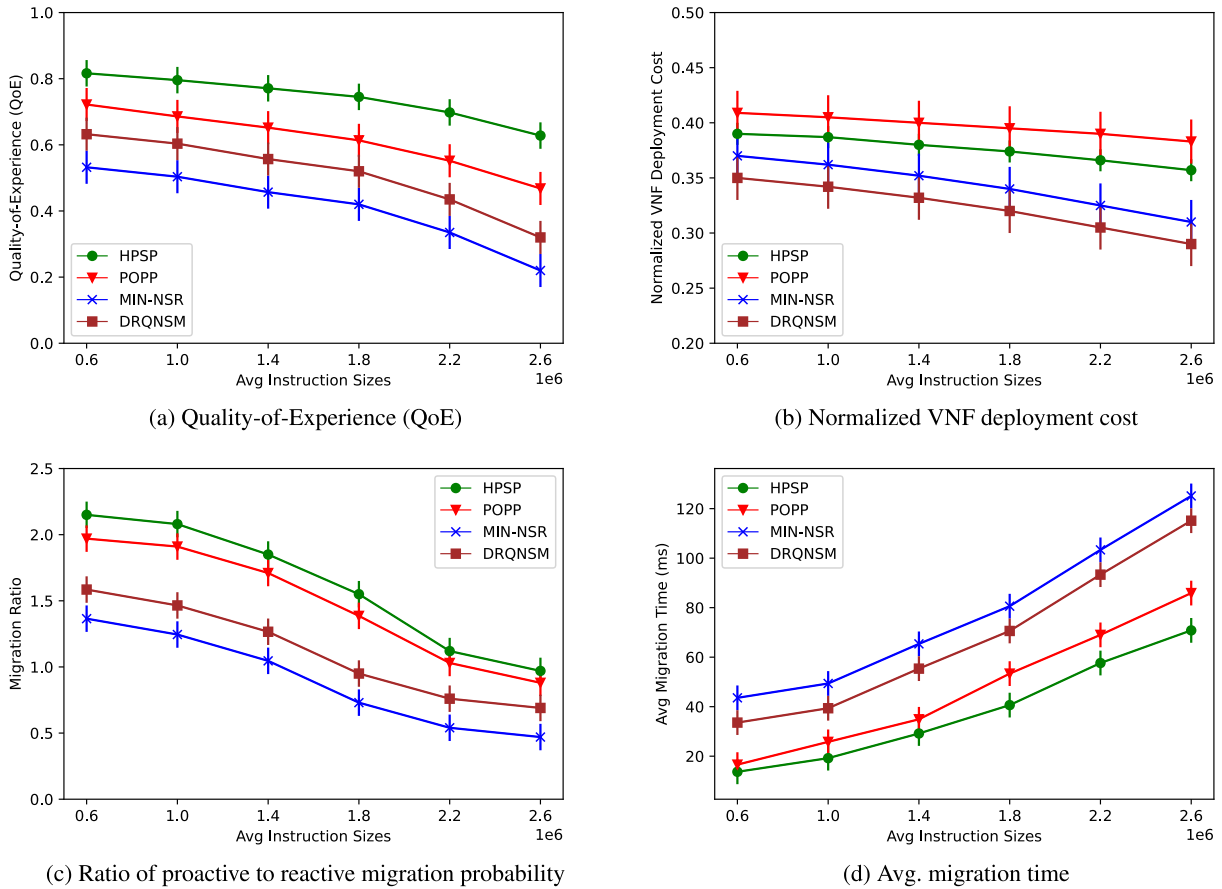 1.0
0.8
0.6
0.4
0.2
0.0
Quality-of-Experience (QoE)
HPSP
POPP
MIN-NSR
DRQNSM
0.6 1.0 1.4 1.8 2.2 2.6
1e6
Avg Instruction Sizes
(a) Quality-of-Experience (QoE)
0.50
0.45
0.40
0.35
0.30
0.25
0.20
Normalized VNF Deployment Cost
HPSP
POPP
MIN-NSR
DRQNSM
0.6 1.0 1.4 1.8 2.2 2.6
1e6
Avg Instruction Sizes
(b) Normalized VNF deployment cost
2.5
2.0
1.5
1.0
0.5
0.0
Migration Ratio
HPSP
POPP
MIN-NSR
DRQNSM
0.6 1.0 1.4 1.8 2.2 2.6
1e6
Avg Instruction Sizes
(c) Ratio of proactive to reactive migration probability
120
100
80
60
40
20
Avg Migration Time (ms)
HPSP
POPP
MIN-NSR
DRQNSM
0.6 1.0 1.4 1.8 2.2 2.6
1e6
Avg Instruction Sizes
(d) Avg. migration time